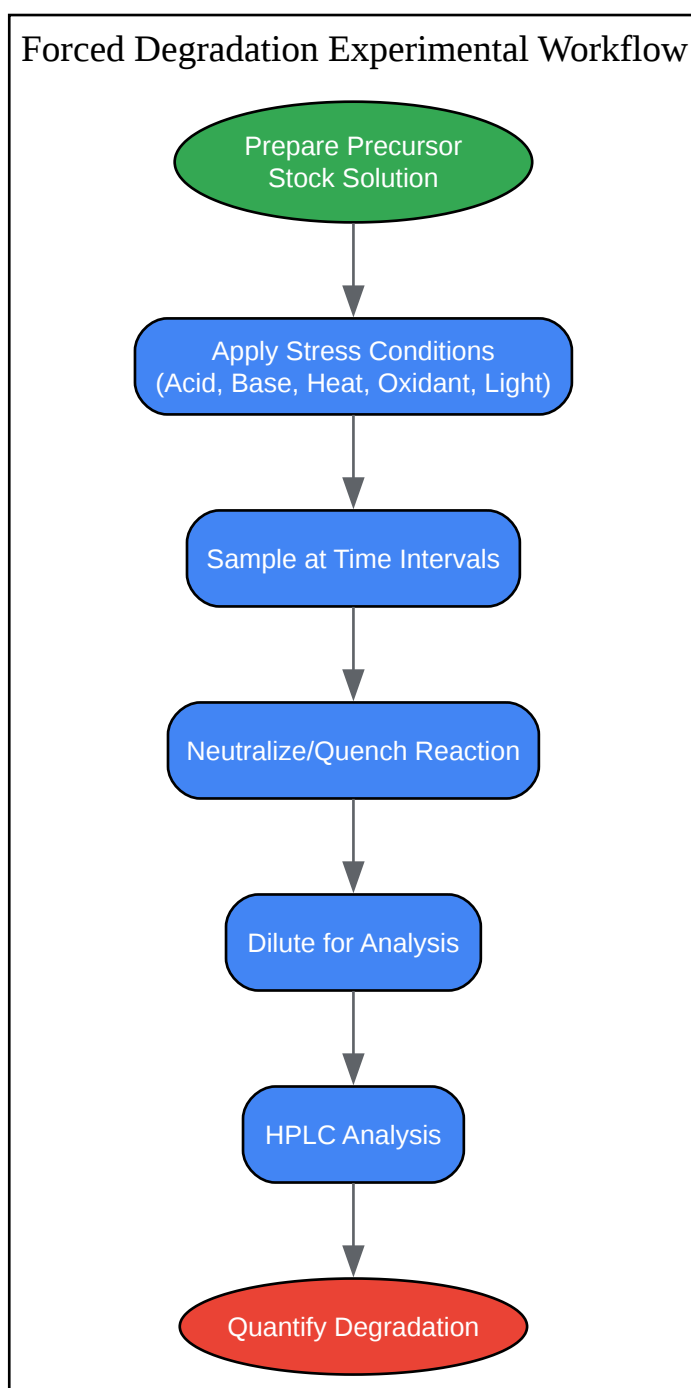 Forced Degradation Experimental Workflow
Prepare Precursor
Stock Solution
Apply Stress Conditions
(Acid, Base, Heat, Oxidant, Light)
Sample at Time Intervals
Neutralize/Quench Reaction
Dilute for Analysis
HPLC Analysis
Quantify Degradation